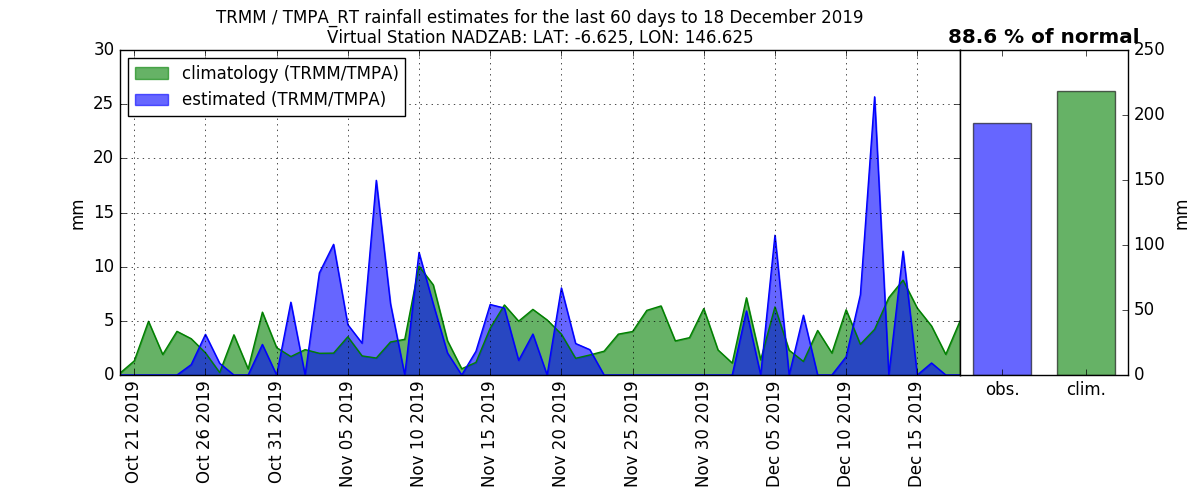 TRMM / TMPA_RT rainfall estimates for the last 60 days to 18 December 2019
Virtual Station NADZAB: LAT: -6.625, LON: 146.625
88.6 % of normal
climatology (TRMM/TMPA)
estimated (TRMM/TMPA)
mm
30
25
20
15
10
5
0
Oct 21 2019
Oct 26 2019
Oct 31 2019
Nov 05 2019
Nov 10 2019
Nov 15 2019
Nov 20 2019
Nov 25 2019
Nov 30 2019
Dec 05 2019
Dec 10 2019
Dec 15 2019
obs.
clim.
250
200
150
100
50
0
mm